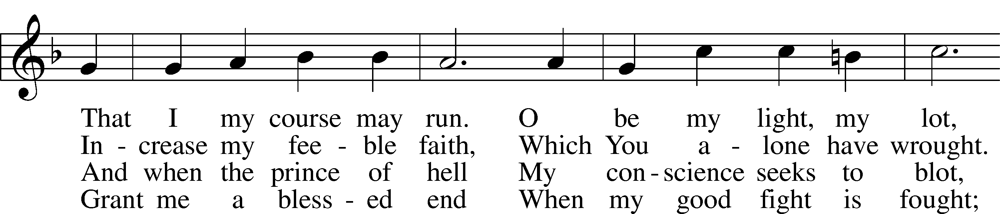 That I my course may run. O be my light, my lot,
In - crease my fee - ble faith, Which You a - lone have wrought.
And when the prince of hell My con - science seeks to blot,
Grant me a bless - ed end When my good fight is fought;